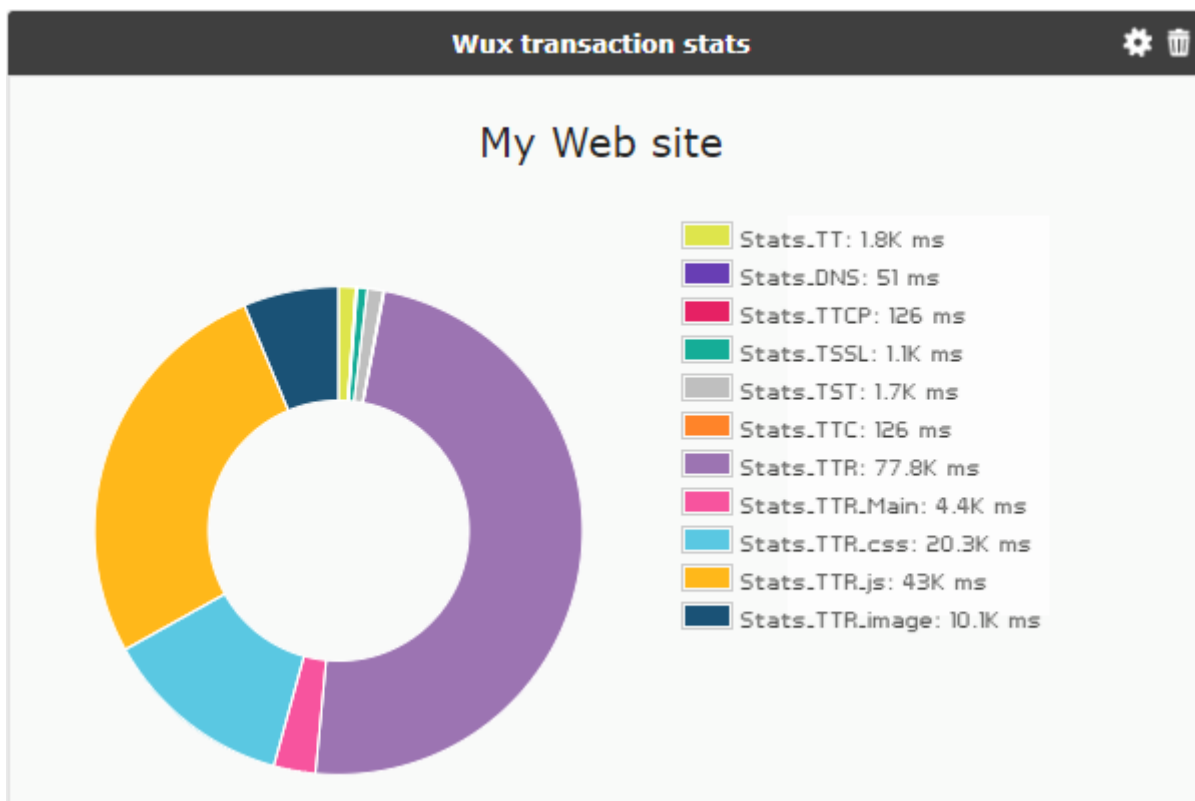 Wux transaction stats
My Web site
Stats_TT: 1.8K ms
Stats_DNS: 51 ms
Stats_TTCP: 126 ms
Stats_TSSL: 1.1K ms
Stats_TST: 1.7K ms
Stats_TTC: 126 ms
Stats_TTR: 77.8K ms
Stats_TTR_Main: 4.4K ms
Stats_TTR_css: 20.3K ms
Stats_TTR_js: 43K ms
Stats_TTR_image: 10.1K ms